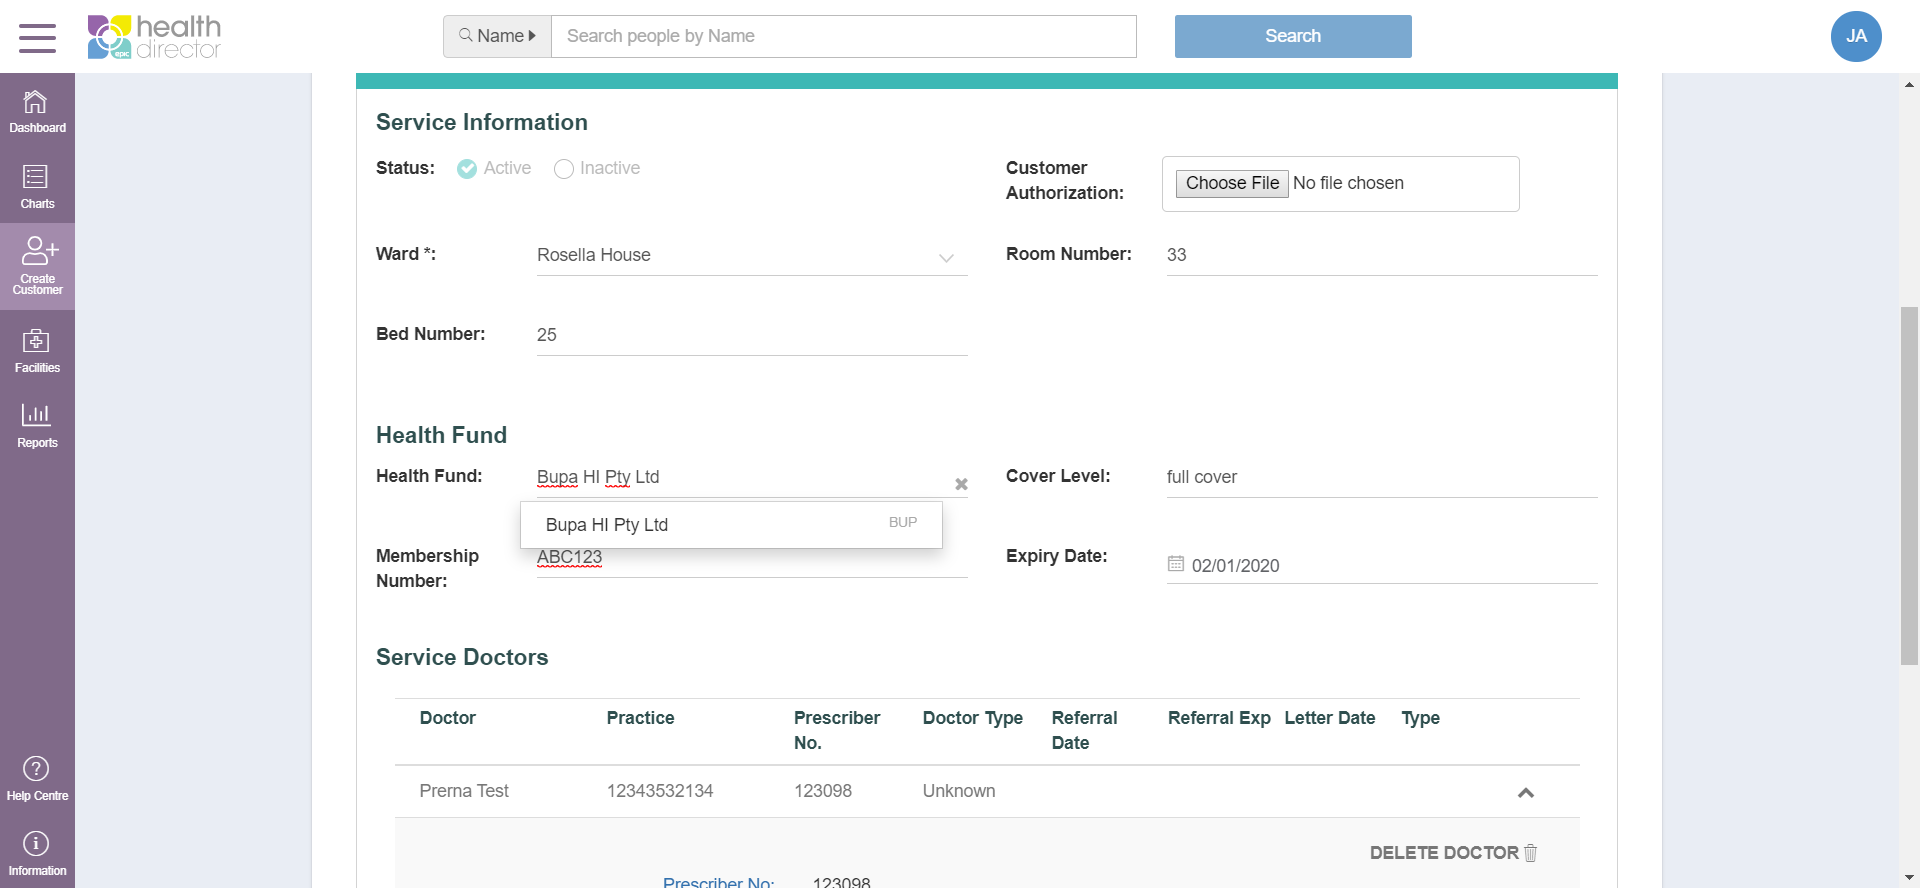 health
director
epic
Name
Search people by Name
Search
JA
Dashboard
Charts
Create
Customer
Facilities
Reports
Help Centre
Information
Service Information
Status:
Active
Inactive
Customer
Authorization:
Choose File
No file chosen
Ward *:
Rosella House
Room Number:
33
Bed Number:
25
Health Fund
Health Fund:
Bupa HI Pty Ltd
Cover Level:
full cover
Bupa HI Pty Ltd
BUP
Membership
Number:
ABC123
Expiry Date:
02/01/2020
Service Doctors
Doctor
Practice
Prescriber
No.
Doctor Type
Referral
Date
Referral Exp
Letter Date
Type
Prerna Test
12343532134
123098
Unknown
DELETE DOCTOR
Prescriber No:
123098